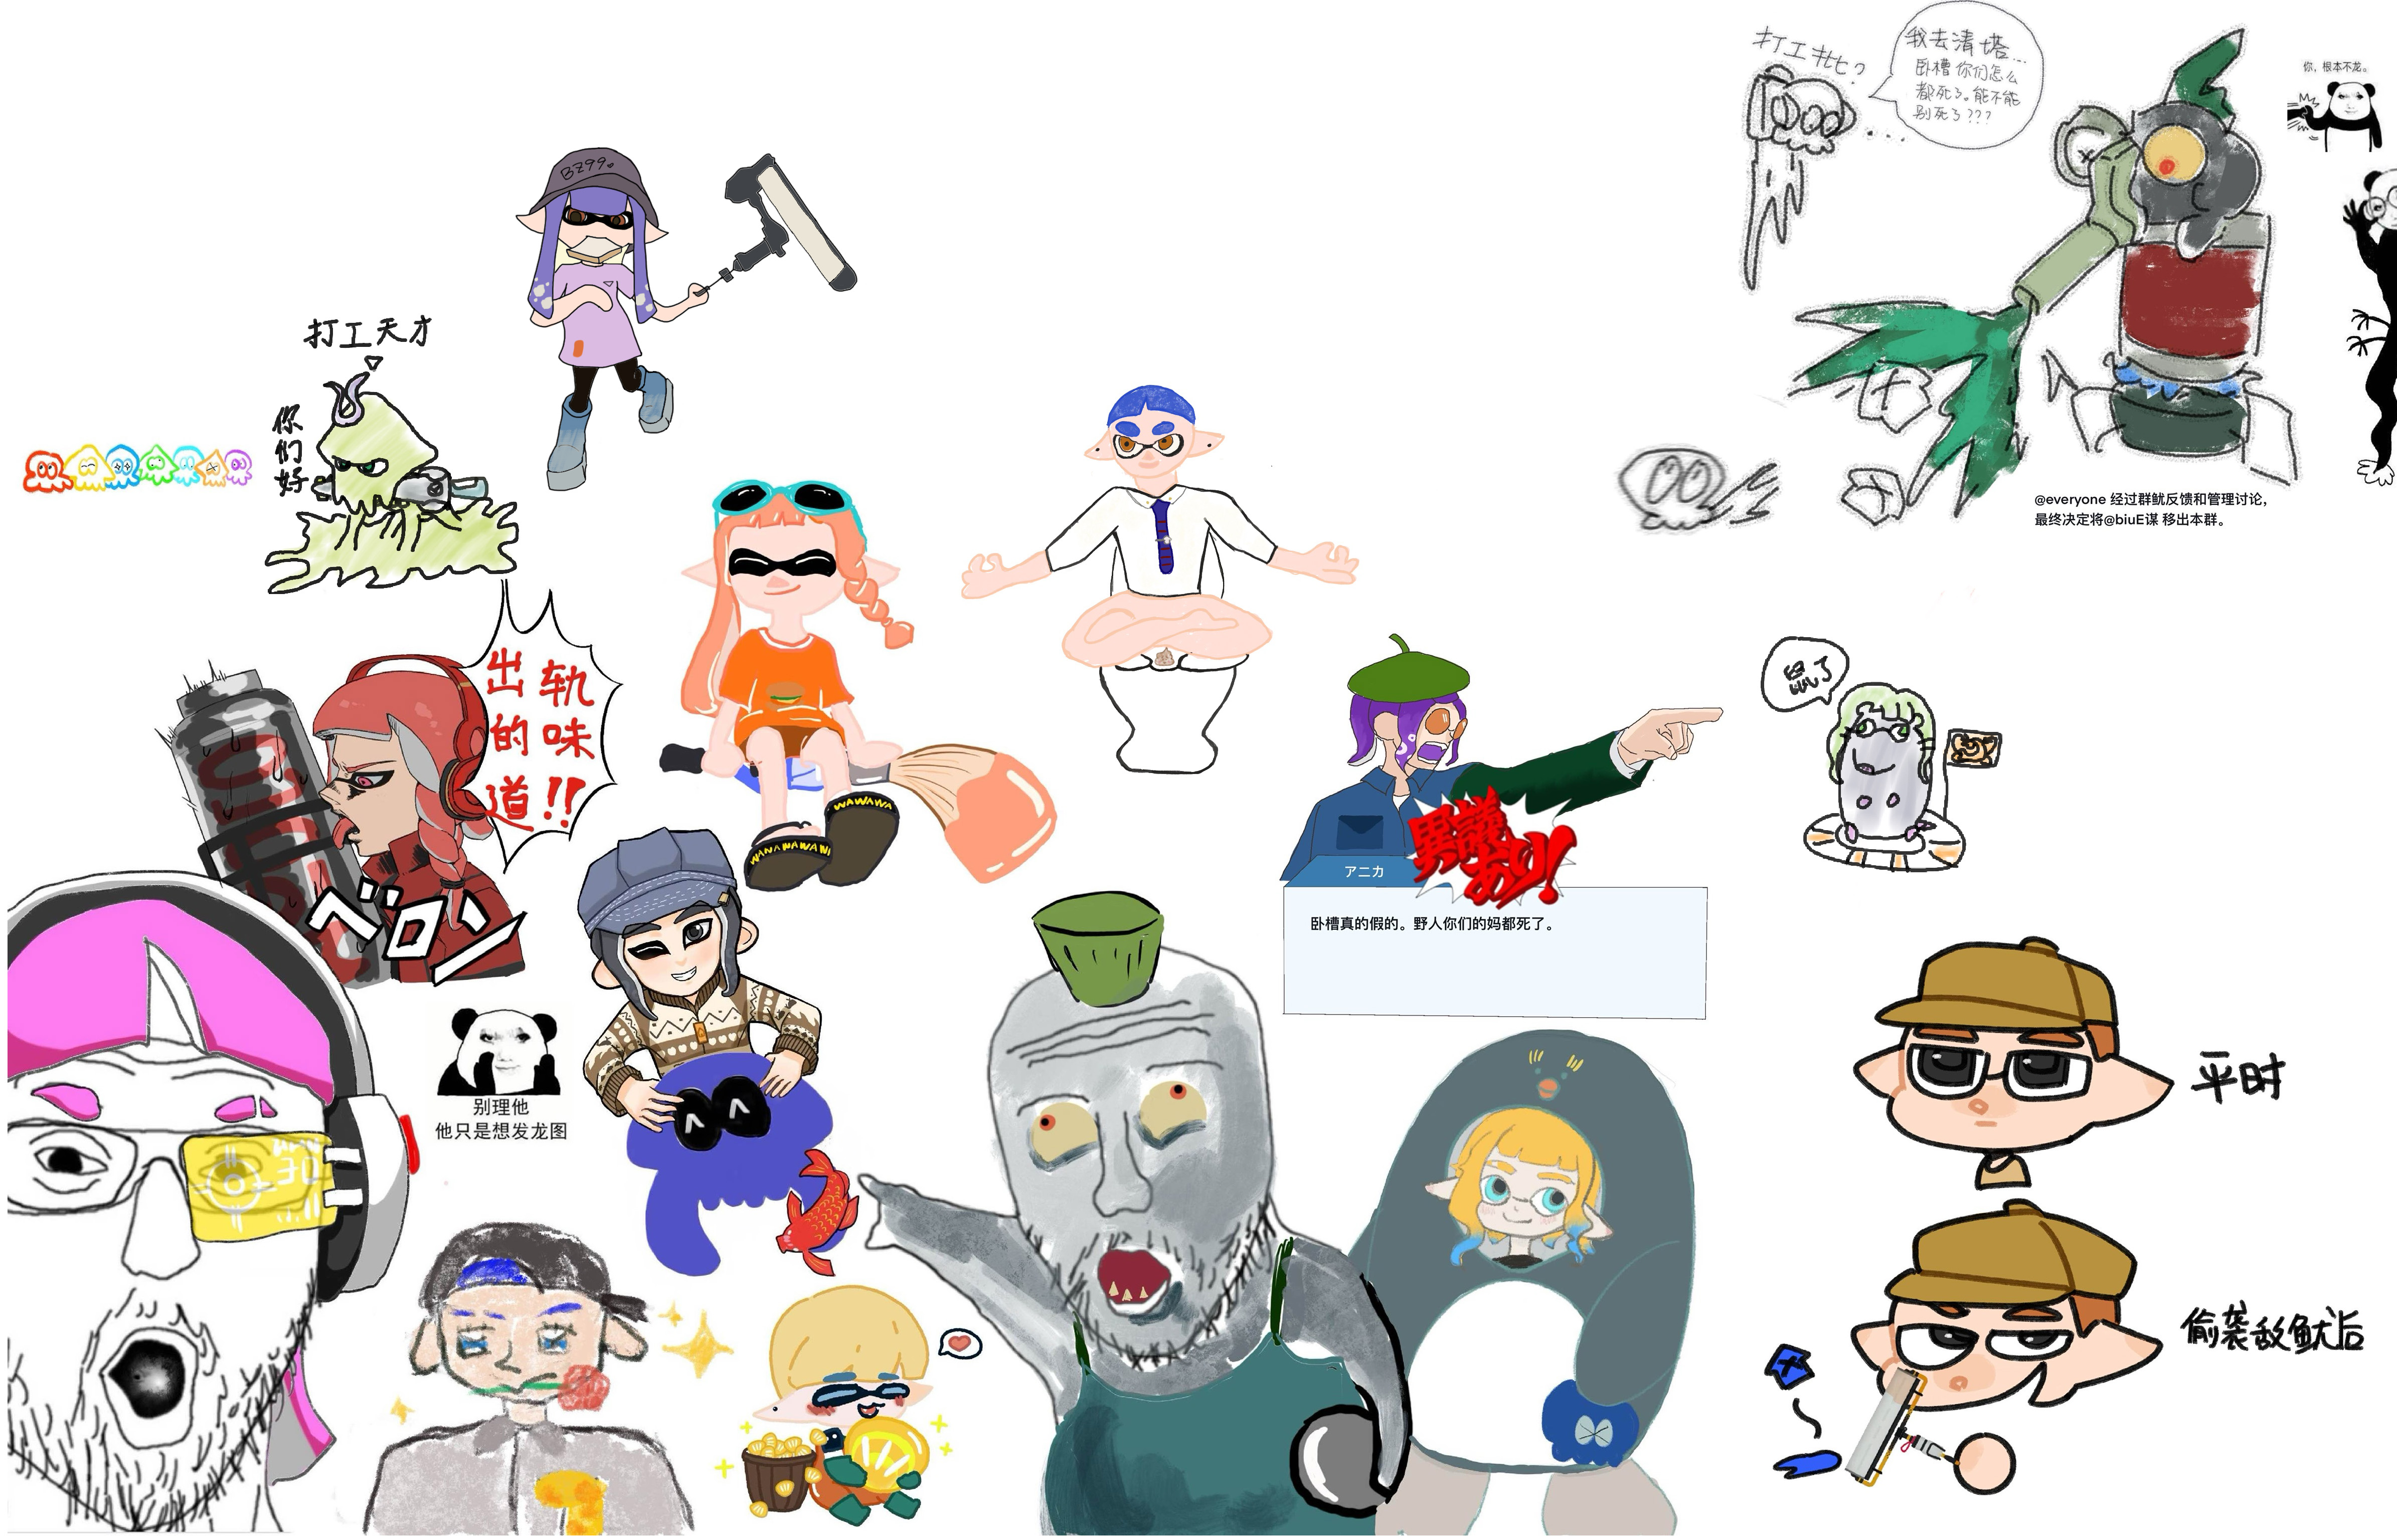 打工批?
我去清塔...
卧槽你们怎么
都死了。能不能
别死了???
你，根本不龙。
BZ99
打工天才
你们好
@everyone 经过群鱿反馈和管理讨论，
最终决定将@biuE谋 移出本群。
出轨
的味
道!!
ベロン
WAWAWA
WAWAWAWAWA
鼠了
異議
あり!
アニカ
卧槽真的假的。野人你们的妈都死了。
别理他
他只是想发龙图
平时
偷袭敌鱿后